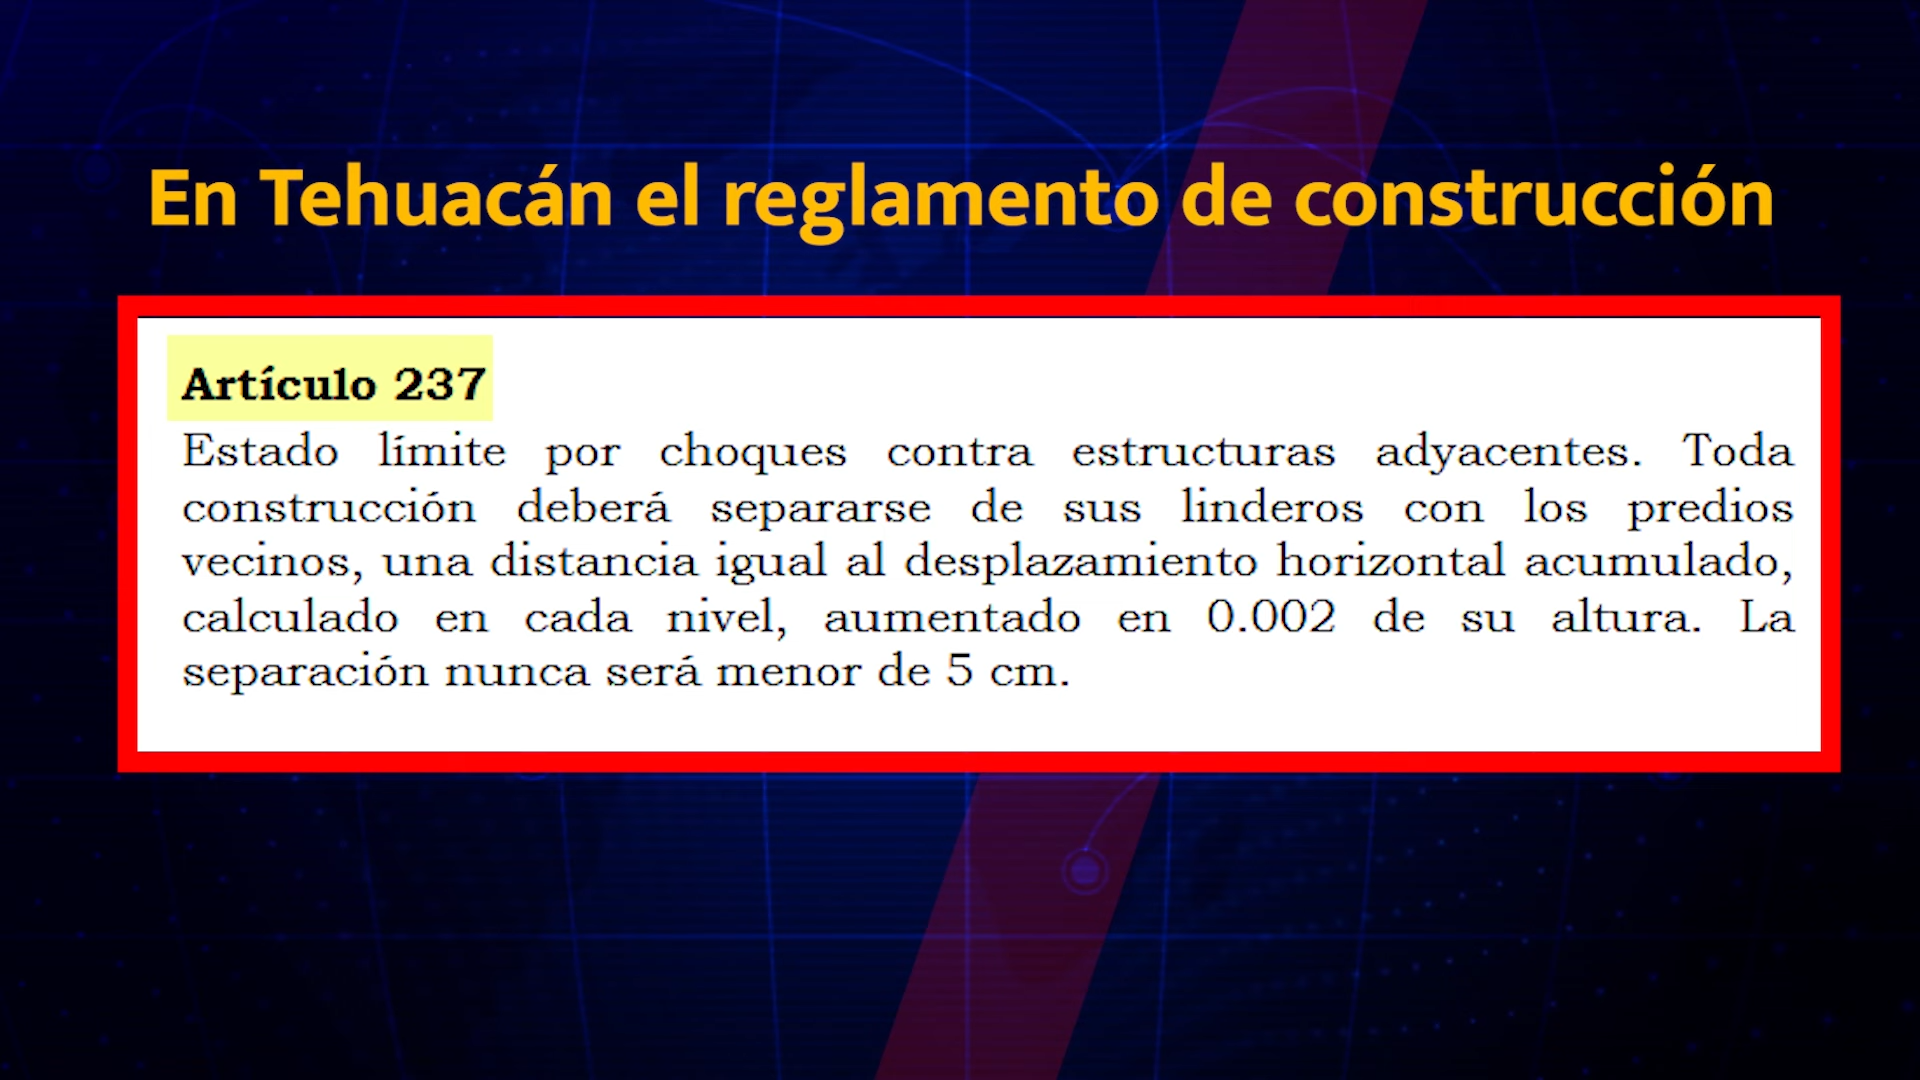 En Tehuacán el reglamento de construcción
Artículo 237
Estado límite por choques contra estructuras adyacentes. Toda
construcción deberá separarse de sus linderos con los predios
vecinos, una distancia igual al desplazamiento horizontal acumulado,
calculado en cada nivel, aumentado en 0.002 de su altura. La
separación nunca será menor de 5 cm.